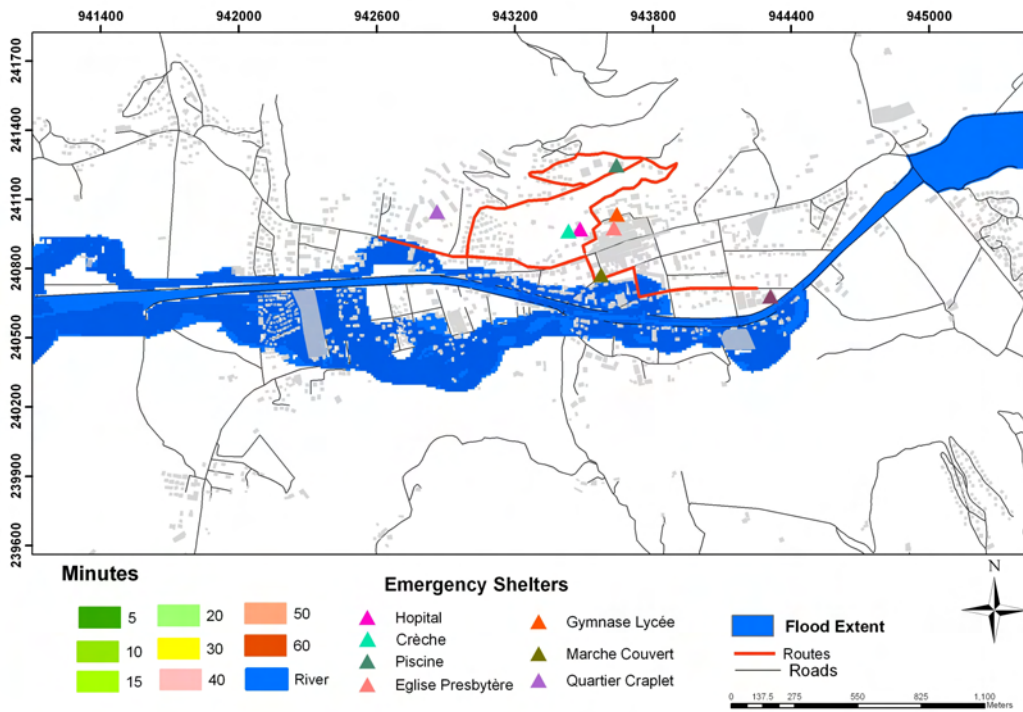 941400 942000 942600 943200 943800 944400 945000
241700
241400
241100
240800
240500
240200
239900
239600
Minutes
5 20 50
10 30 60
15 40 River
Emergency Shelters
Hopital
Crèche
Piscine
Eglise Presbytère
Gymnase Lycée
Marche Couvert
Quartier Craplet
Flood Extent
Routes
Roads
N
0 137.5 275 550 825 1,100
Meters